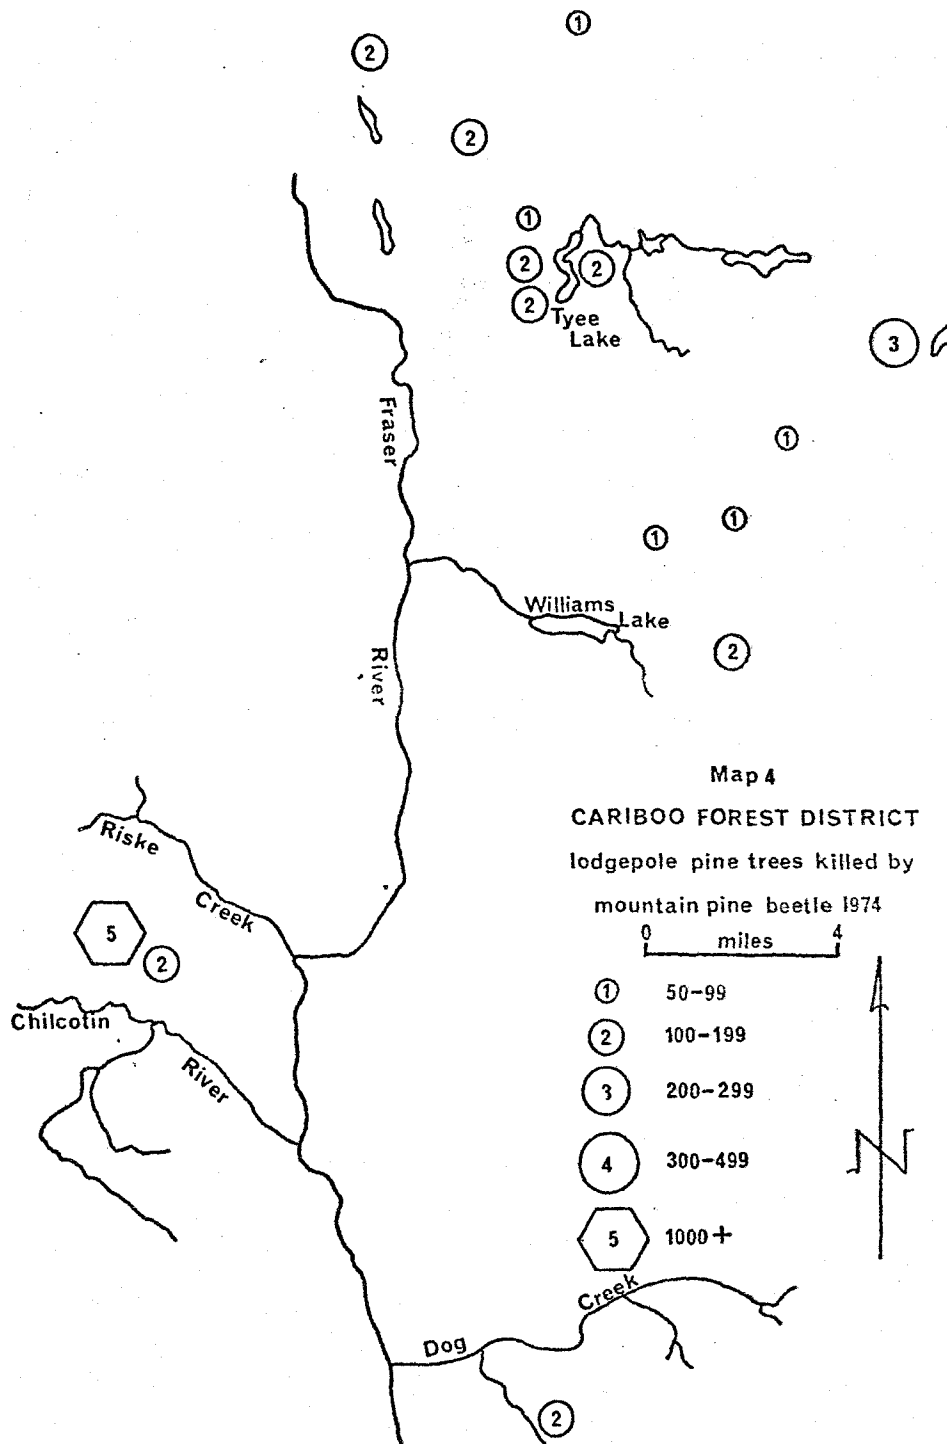 1
2
2
1
2
2
2
Tyee
Lake
3
Fraser
1
1
1
Williams
Lake
River
2
Map 4
CARIBOO FOREST DISTRICT
lodgepole pine trees killed by
mountain pine beetle 1974
0 4
miles
Riske
Creek
5
2
Chilcotin
River
1 50-99
2 100-199
3 200-299
4 300-499
5 1000+
N
Creek
Dog
2